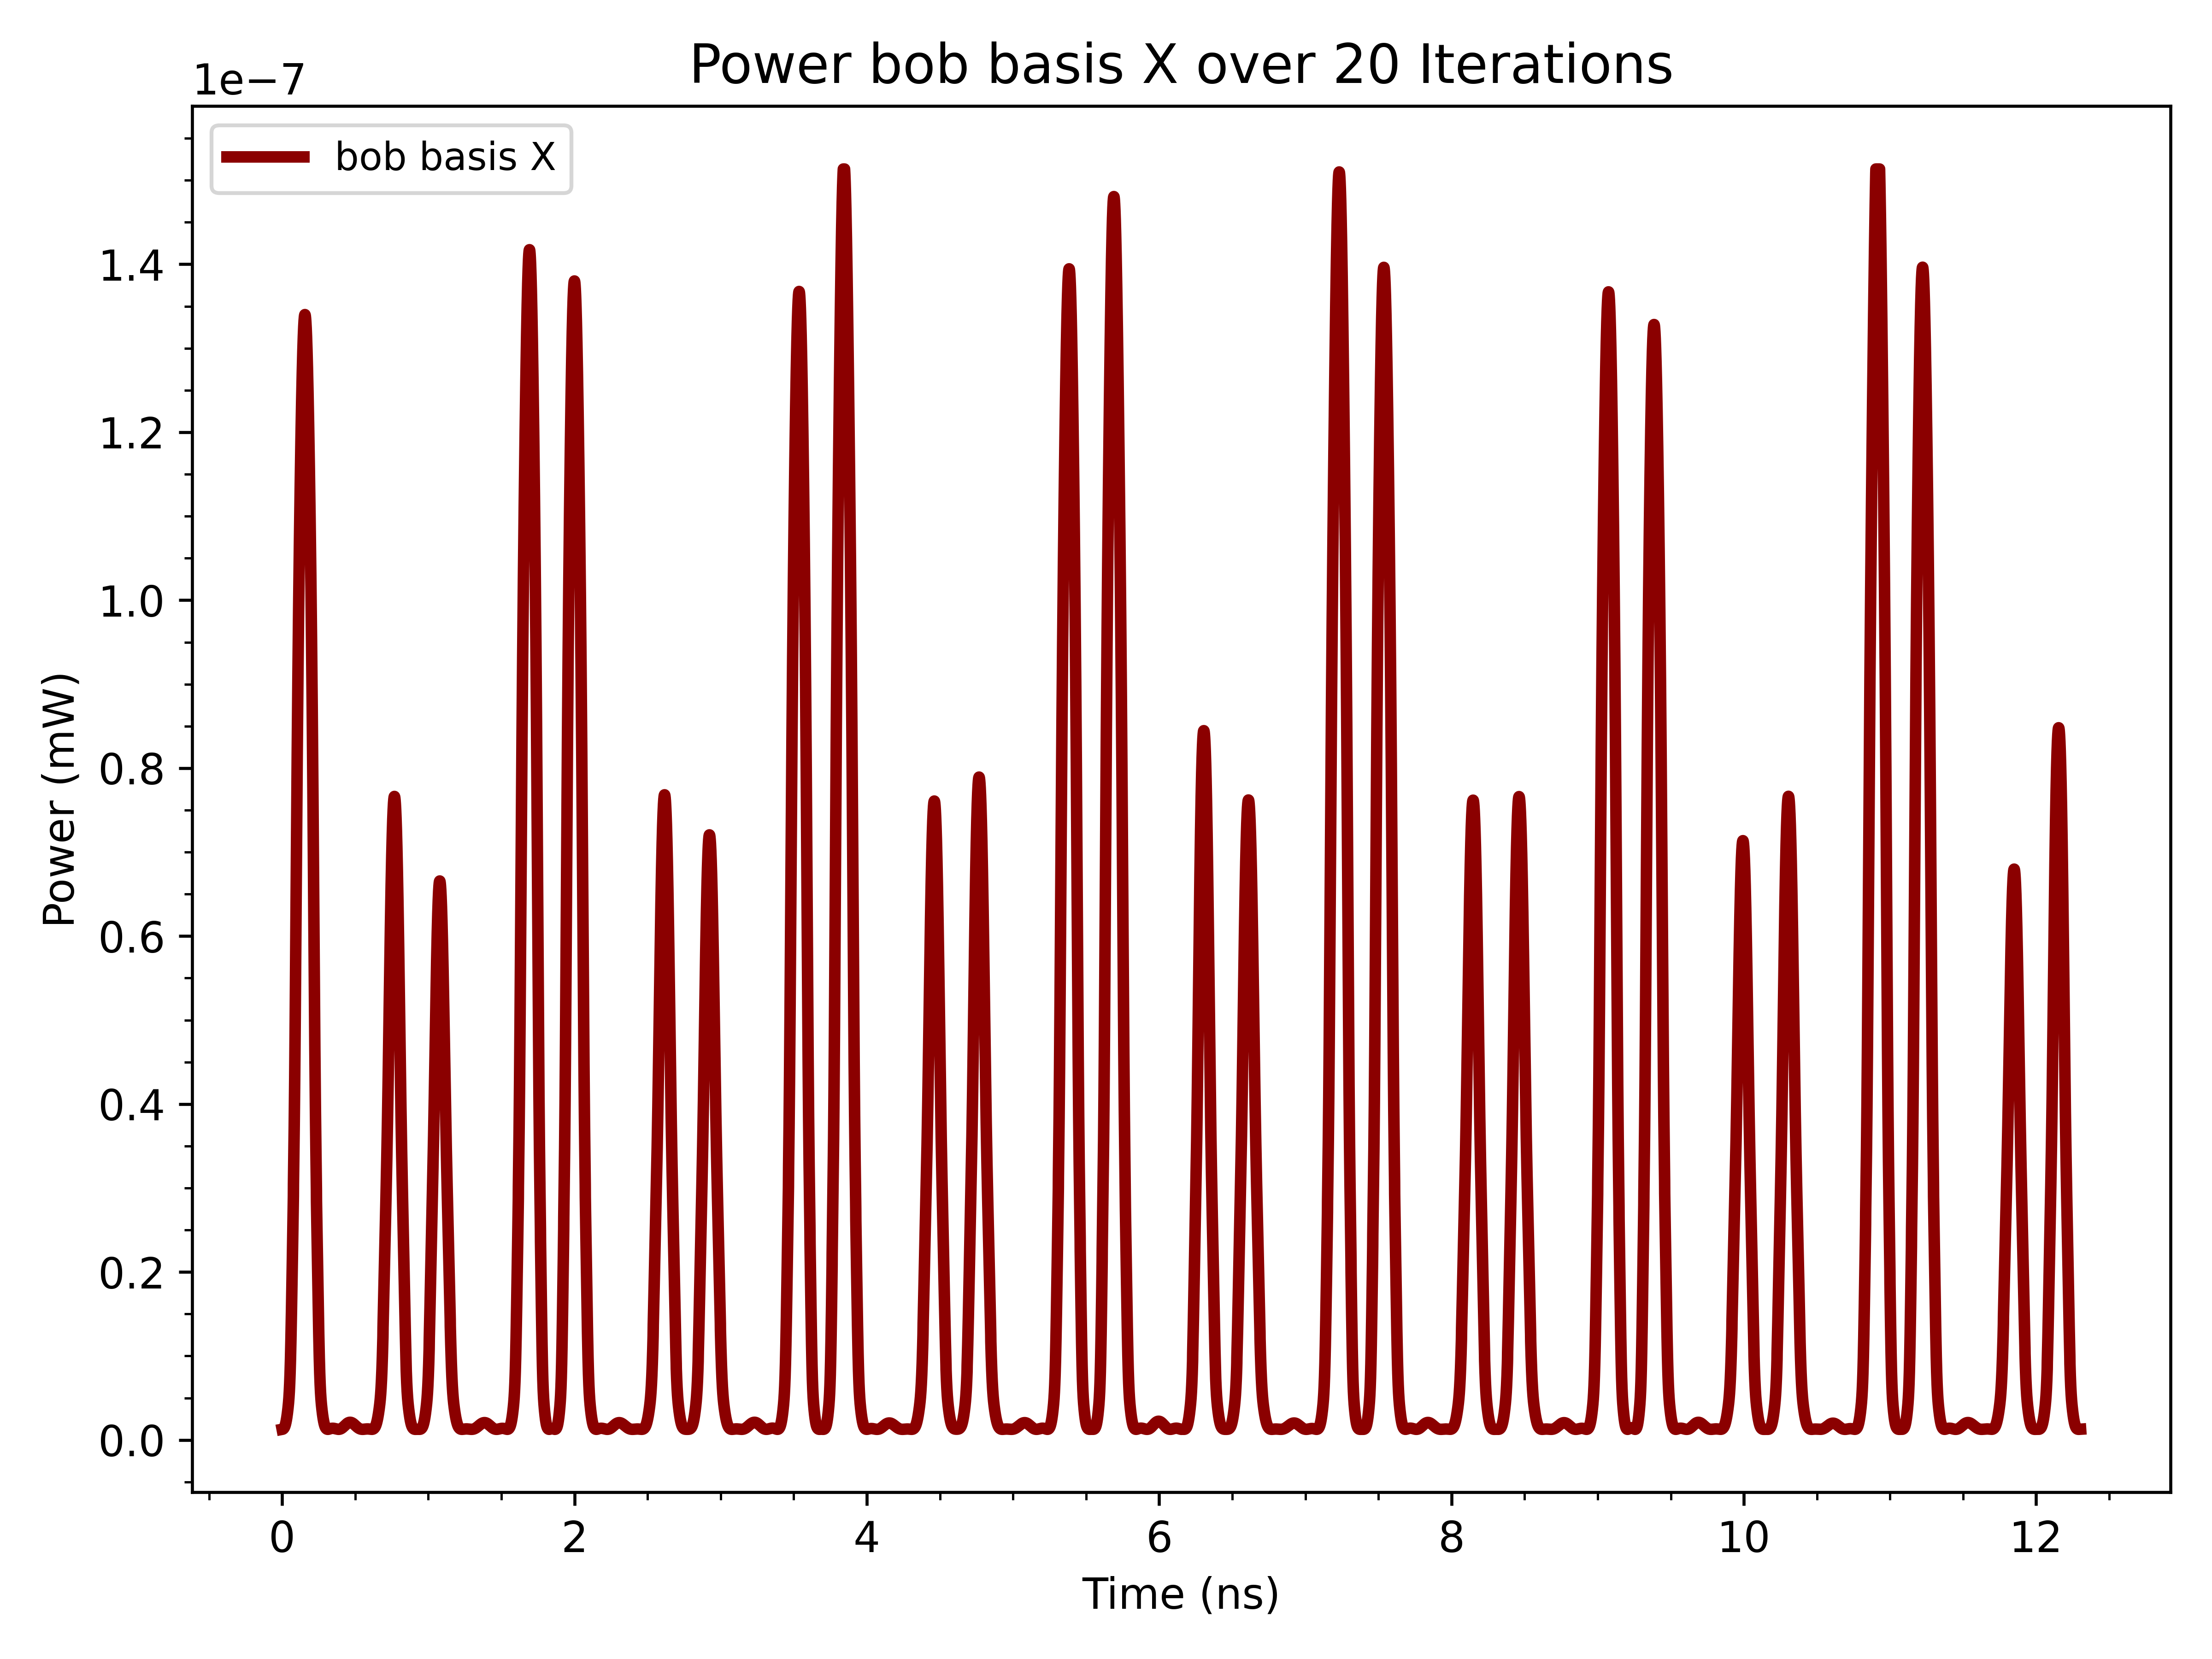 Power bob basis X over 20 Iterations
1e−7
bob basis X
1.4
1.2
1.0
0.8
0.6
0.4
0.2
0.0
Power (mW)
0 2 4 6 8 10 12
Time (ns)